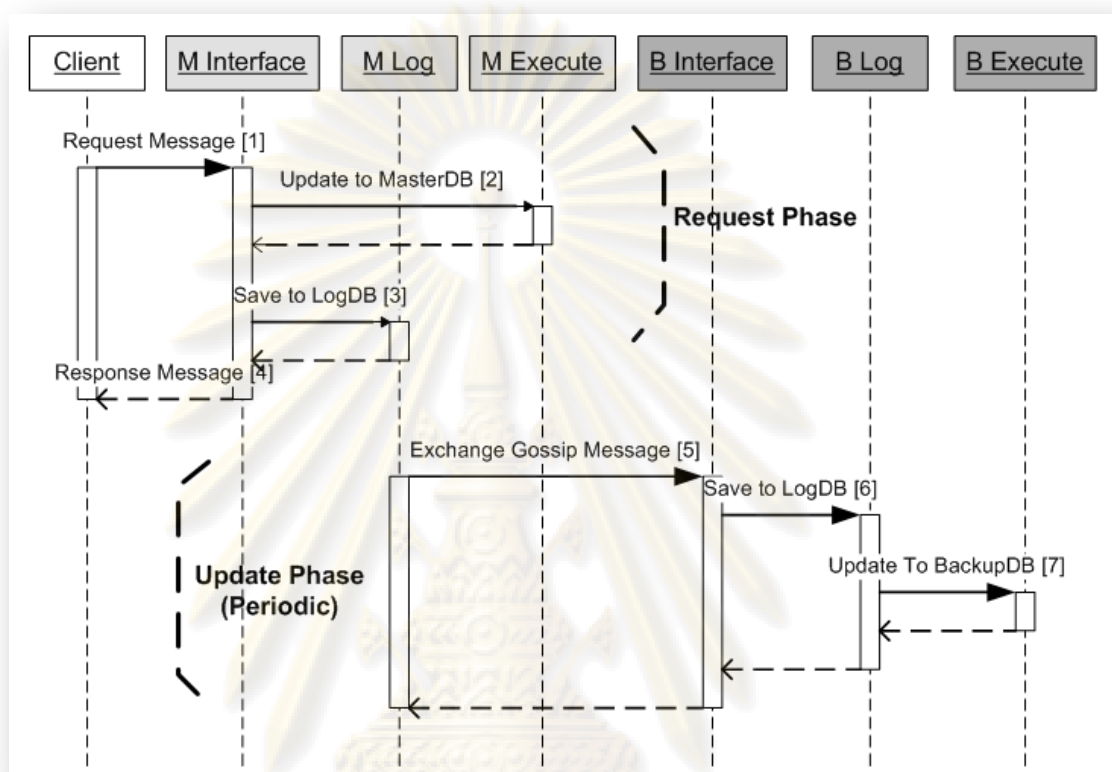 Client
M Interface
M Log
M Execute
B Interface
B Log
B Execute
Request Message [1]
Update to MasterDB [2]
Request Phase
Save to LogDB [3]
Response Message [4]
Exchange Gossip Message [5]
Save to LogDB [6]
Update To BackupDB [7]
Update Phase
(Periodic)